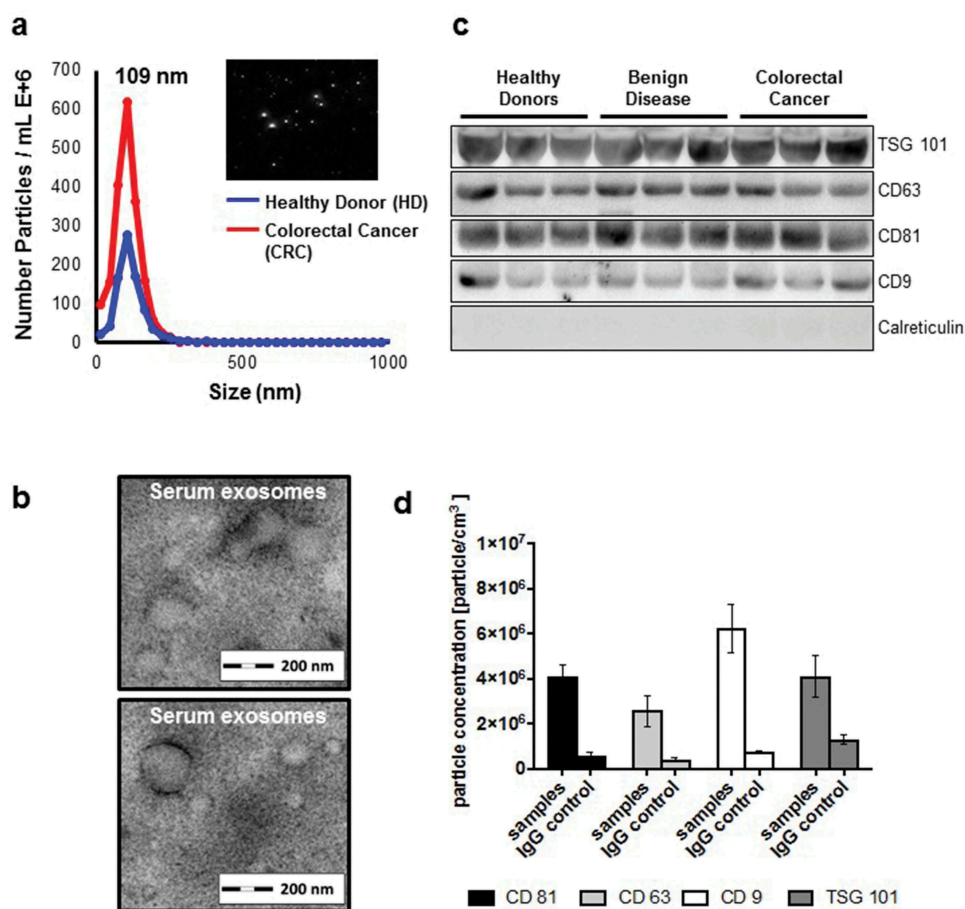 a
109 nm
Number Particles / mL E+6
700
600
500
400
300
200
100
0
0
500
1000
Size (nm)
Healthy Donor (HD)
Colorectal Cancer
(CRC)
c
Healthy
Donors
Benign
Disease
Colorectal
Cancer
TSG 101
CD63
CD81
CD9
Calreticulin
b
Serum exosomes
200 nm
Serum exosomes
200 nm
d
particle concentration [particle/cm³]
1×10⁷
8×10⁶
6×10⁶
4×10⁶
2×10⁶
0
samples
IgG control
samples
IgG control
samples
IgG control
samples
IgG control
CD 81
CD 63
CD 9
TSG 101